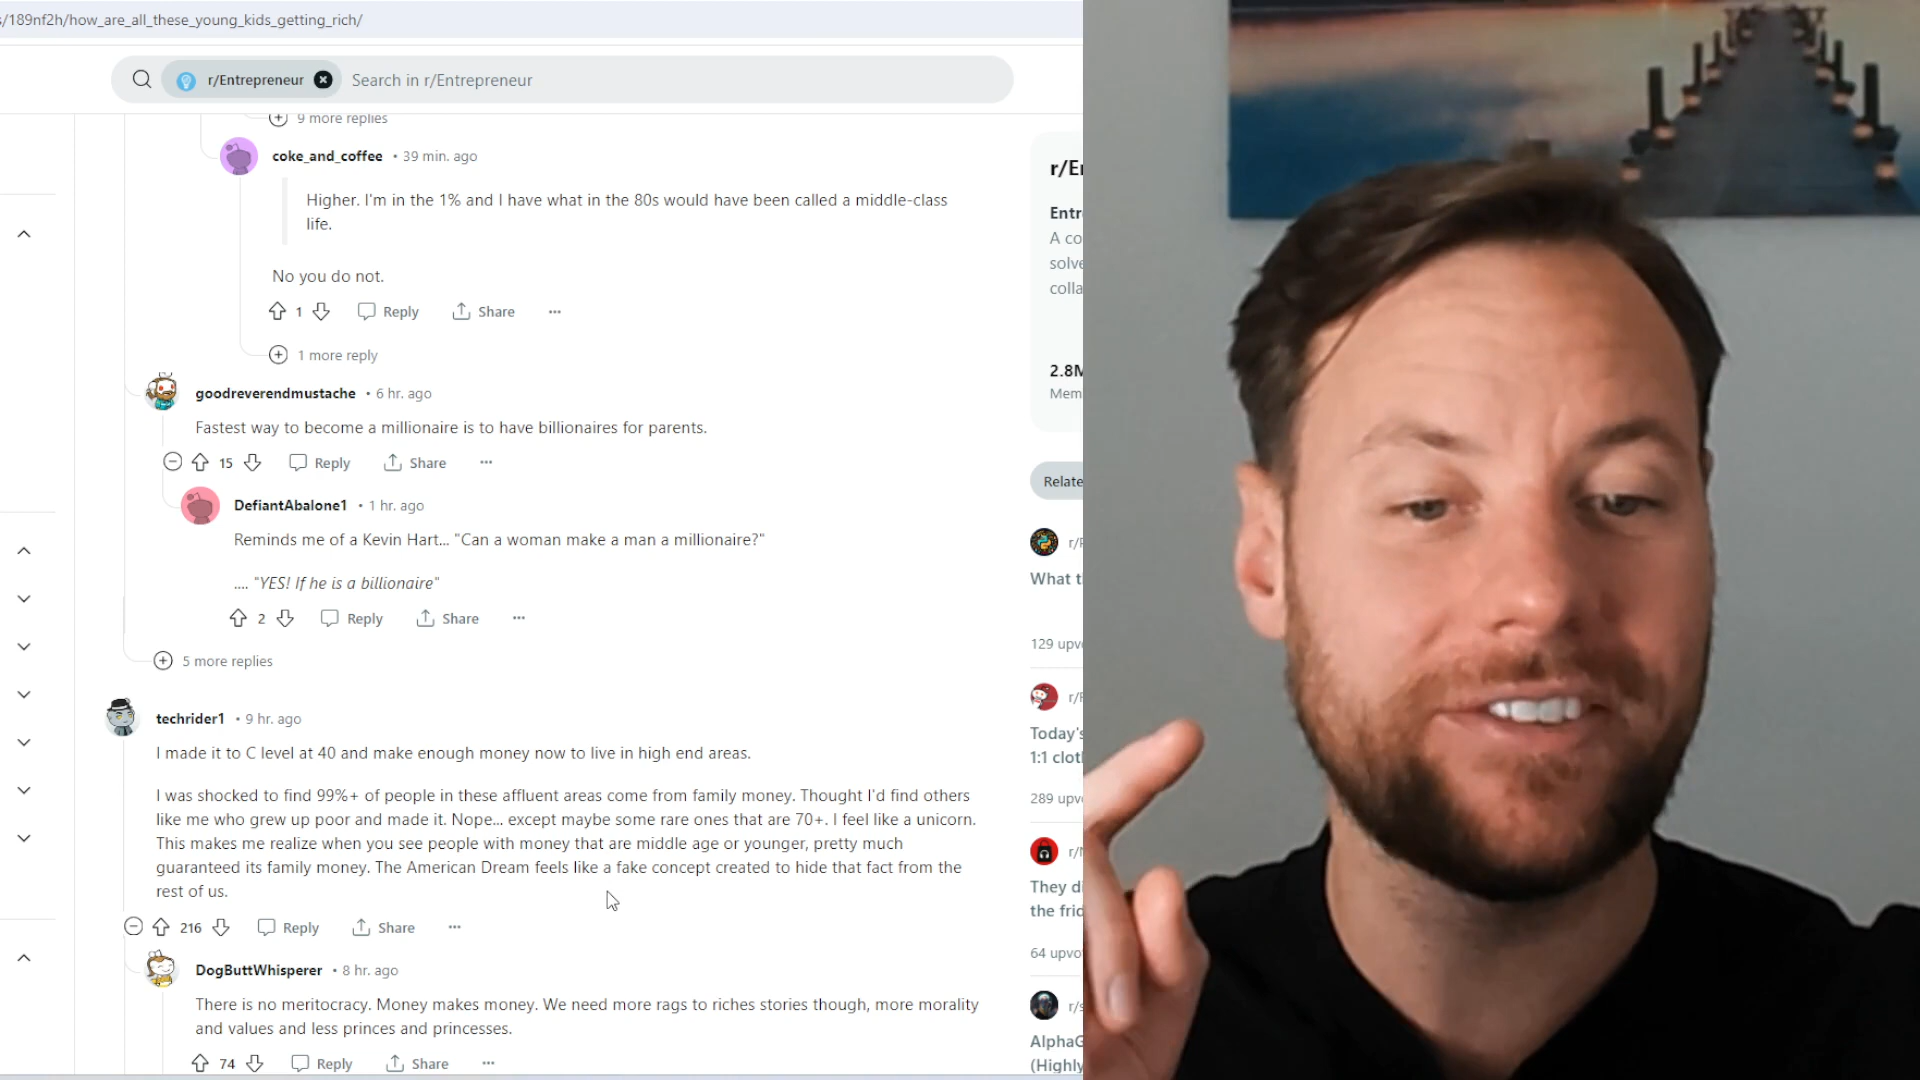 /189nf2h/how_are_all_these_young_kids_getting_rich/
r/Entrepreneur
Search in r/Entrepreneur
9 more replies
coke_and_coffee • 39 min. ago
Higher. I'm in the 1% and I have what in the 80s would have been called a middle-class
life.
No you do not.
1
Reply
Share
1 more reply
goodreverendmustache • 6 hr. ago
Fastest way to become a millionaire is to have billionaires for parents.
15
Reply
Share
DefiantAbalone1 • 1 hr. ago
Reminds me of a Kevin Hart... "Can a woman make a man a millionaire?"
.... "YES! If he is a billionaire"
2
Reply
Share
5 more replies
techrider1 • 9 hr. ago
I made it to C level at 40 and make enough money now to live in high end areas.
I was shocked to find 99%+ of people in these affluent areas come from family money. Thought I'd find others
like me who grew up poor and made it. Nope... except maybe some rare ones that are 70+. I feel like a unicorn.
This makes me realize when you see people with money that are middle age or younger, pretty much
guaranteed its family money. The American Dream feels like a fake concept created to hide that fact from the
rest of us.
216
Reply
Share
DogButtWhisperer • 8 hr. ago
There is no meritocracy. Money makes money. We need more rags to riches stories though, more morality
and values and less princes and princesses.
74
Reply
Share
r/E
Entr
A co
solve
colla
2.8M
Mem
Relate
r/
What t
129 upv
r/
Today's
1:1 clot
289 upv
r/
They di
the frid
64 upvo
r/s
AlphaG
(Highly